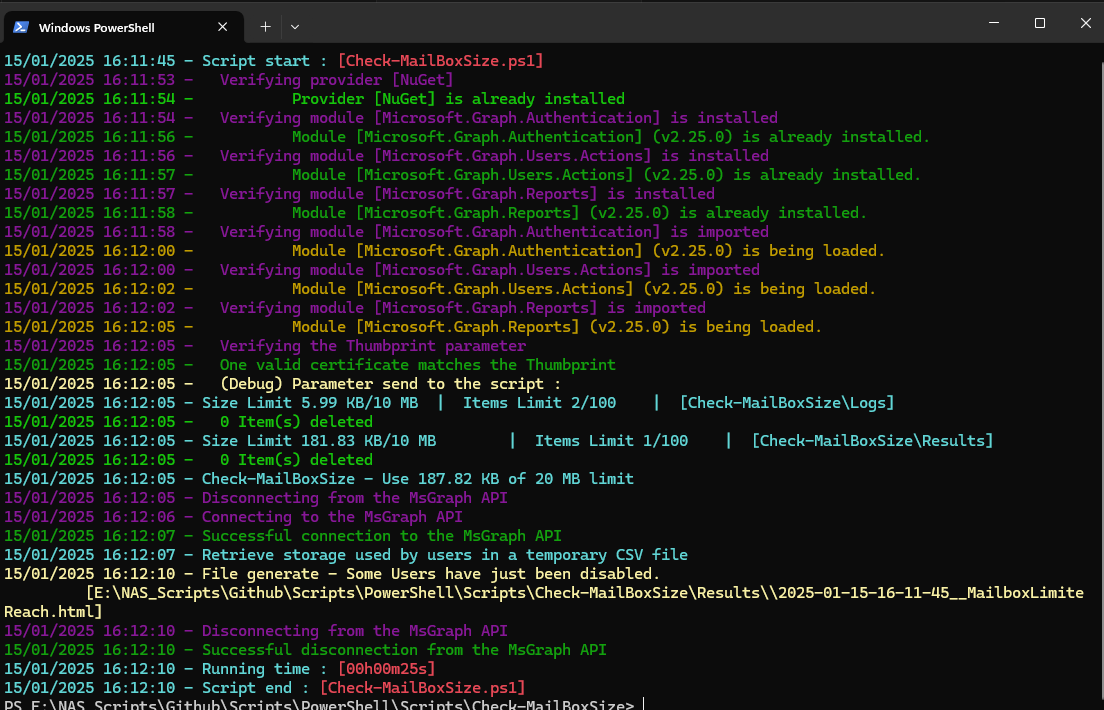 Windows PowerShell
15/01/2025 16:11:45 - Script start : [Check-MailBoxSize.ps1]
15/01/2025 16:11:53 -   Verifying provider [NuGet]
15/01/2025 16:11:54 -           Provider [NuGet] is already installed
15/01/2025 16:11:54 -   Verifying module [Microsoft.Graph.Authentication] is installed
15/01/2025 16:11:56 -           Module [Microsoft.Graph.Authentication] (v2.25.0) is already installed.
15/01/2025 16:11:56 -   Verifying module [Microsoft.Graph.Users.Actions] is installed
15/01/2025 16:11:57 -           Module [Microsoft.Graph.Users.Actions] (v2.25.0) is already installed.
15/01/2025 16:11:57 -   Verifying module [Microsoft.Graph.Reports] is installed
15/01/2025 16:11:58 -           Module [Microsoft.Graph.Reports] (v2.25.0) is already installed.
15/01/2025 16:11:58 -   Verifying module [Microsoft.Graph.Authentication] is imported
15/01/2025 16:12:00 -           Module [Microsoft.Graph.Authentication] (v2.25.0) is being loaded.
15/01/2025 16:12:00 -   Verifying module [Microsoft.Graph.Users.Actions] is imported
15/01/2025 16:12:02 -           Module [Microsoft.Graph.Users.Actions] (v2.25.0) is being loaded.
15/01/2025 16:12:02 -   Verifying module [Microsoft.Graph.Reports] is imported
15/01/2025 16:12:05 -           Module [Microsoft.Graph.Reports] (v2.25.0) is being loaded.
15/01/2025 16:12:05 -   Verifying the Thumbprint parameter
15/01/2025 16:12:05 -   One valid certificate matches the Thumbprint
15/01/2025 16:12:05 -   (Debug) Parameter send to the script :
15/01/2025 16:12:05 - Size Limit 5.99 KB/10 MB  |  Items Limit 2/100    |  [Check-MailBoxSize\Logs]
15/01/2025 16:12:05 -   0 Item(s) deleted
15/01/2025 16:12:05 - Size Limit 181.83 KB/10 MB        |  Items Limit 1/100    |  [Check-MailBoxSize\Results]
15/01/2025 16:12:05 -   0 Item(s) deleted
15/01/2025 16:12:05 - Check-MailBoxSize - Use 187.82 KB of 20 MB limit
15/01/2025 16:12:05 - Disconnecting from the MsGraph API
15/01/2025 16:12:06 - Connecting to the MsGraph API
15/01/2025 16:12:07 - Successful connection to the MsGraph API
15/01/2025 16:12:07 - Retrieve storage used by users in a temporary CSV file
15/01/2025 16:12:10 - File generate - Some Users have just been disabled.
[E:\NAS_Scripts\Github\Scripts\PowerShell\Scripts\Check-MailBoxSize\Results\\2025-01-15-16-11-45__MailboxLimite
Reach.html]
15/01/2025 16:12:10 - Disconnecting from the MsGraph API
15/01/2025 16:12:10 - Successful disconnection from the MsGraph API
15/01/2025 16:12:10 - Running time : [00h00m25s]
15/01/2025 16:12:10 - Script end : [Check-MailBoxSize.ps1]
PS E:\NAS_Scripts\Github\Scripts\PowerShell\Scripts\Check-MailBoxSize>